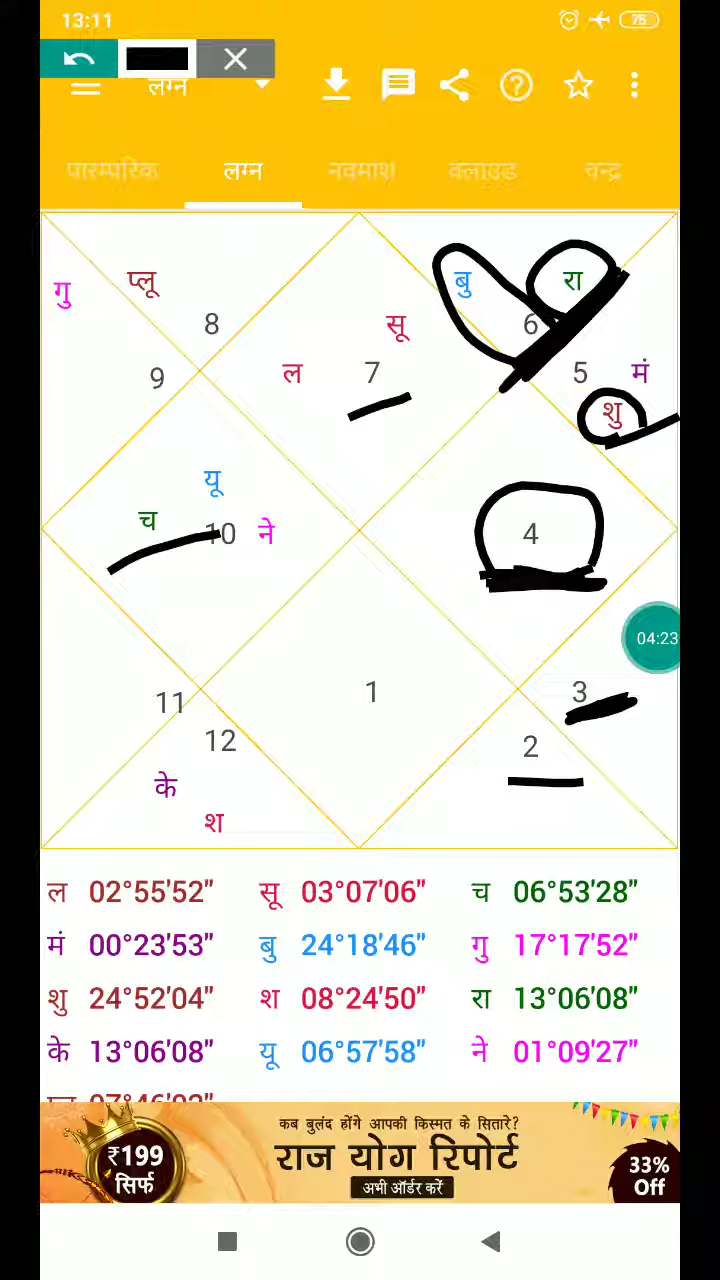 13:11
75
लग्न
पारम्परिक लग्न नवमांश क्लाउड चन्द्र
गु प्लू 8 सू बु रा
6
9 ल 7 5 मं
शु
यू
च 10 ने 4
04:23
11 1 3
12 2
के
श
ल 02°55'52" सू 03°07'06" च 06°53'28"
मं 00°23'53" बु 24°18'46" गु 17°17'52"
शु 24°52'04" श 08°24'50" रा 13°06'08"
के 13°06'08" यू 06°57'58" ने 01°09'27"
कब बुलंद होंगे आपकी किस्मत के सितारे?
₹199 सिर्फ राज योग रिपोर्ट 33% Off
अभी ऑर्डर करें